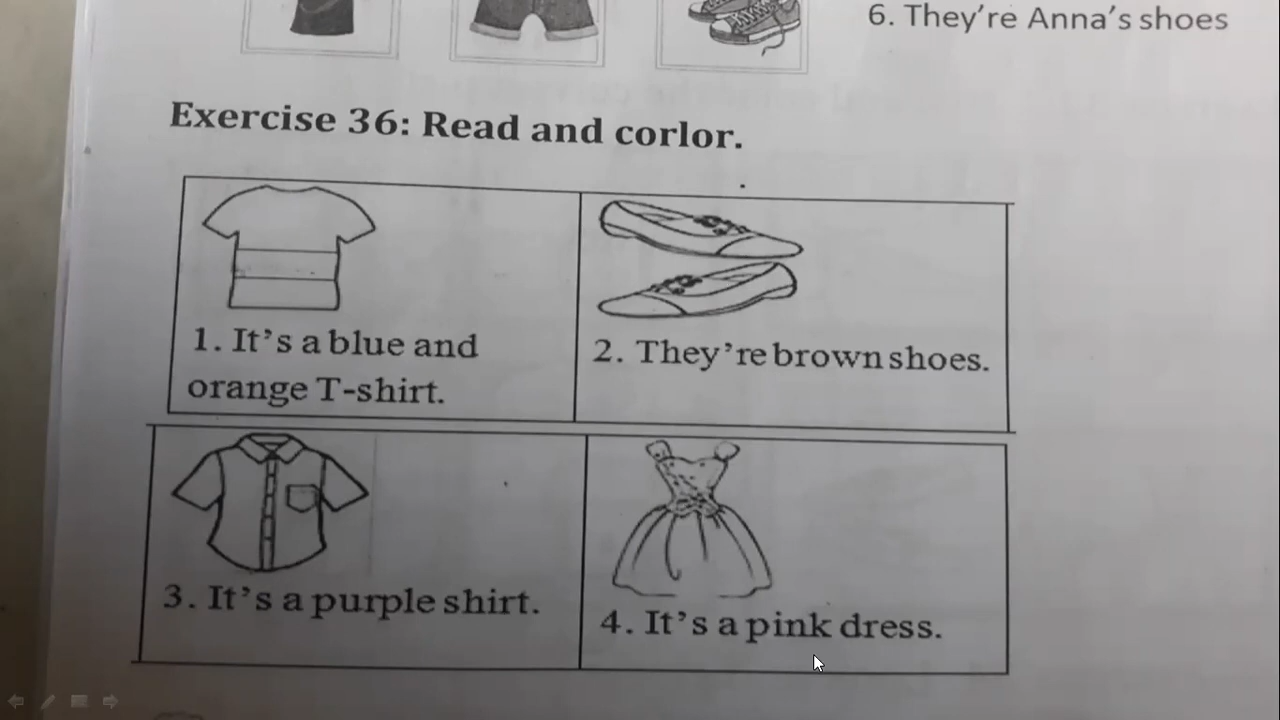 6. They're Anna's shoes
Exercise 36: Read and corlor.
1. It's a blue and
orange T-shirt.
2. They're brown shoes.
3. It's a purple shirt.
4. It's a pink dress.